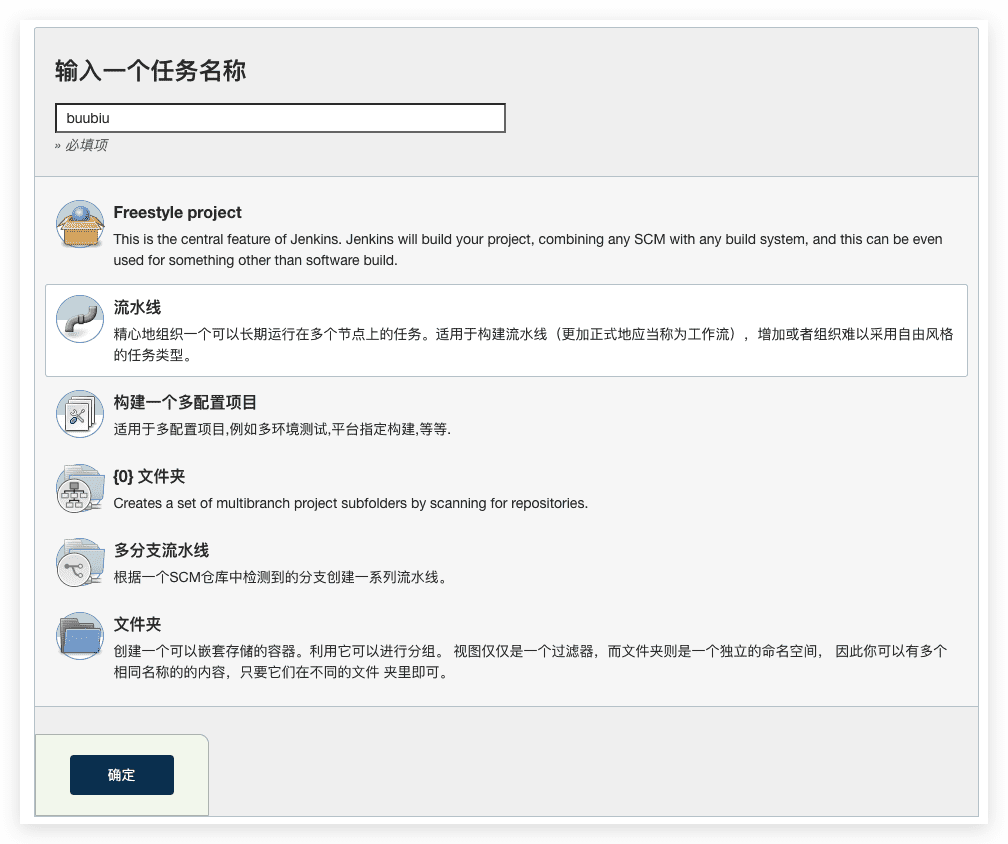 输入一个任务名称
buubiu
» 必填项
Freestyle project
This is the central feature of Jenkins. Jenkins will build your project, combining any SCM with any build system, and this can be even
used for something other than software build.
流水线
精心地组织一个可以长期运行在多个节点上的任务。适用于构建流水线（更加正式地应当称为工作流），增加或者组织难以采用自由风格
的任务类型。
构建一个多配置项目
适用于多配置项目,例如多环境测试,平台指定构建,等等.
{0} 文件夹
Creates a set of multibranch project subfolders by scanning for repositories.
多分支流水线
根据一个SCM仓库中检测到的分支创建一系列流水线。
文件夹
创建一个可以嵌套存储的容器。利用它可以进行分组。 视图仅仅是一个过滤器，而文件夹则是一个独立的命名空间， 因此你可以有多个
相同名称的的内容，只要它们在不同的文件 夹里即可。
确定